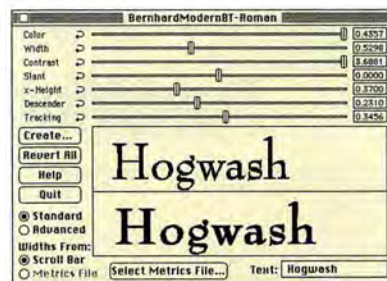 BernhardModernBT-Roman
Color 0.4357
Width 0.5298
Contrast 3.6881
Slant 0.0000
x-Height 0.3700
Descender 0.2310
Tracking 0.3456
Create...
Revert All
Help
Quit
Standard
Advanced
Widths From:
Scroll Bar
Metrics File
Hogwash
Hogwash
Select Metrics File...
Text: Hogwash